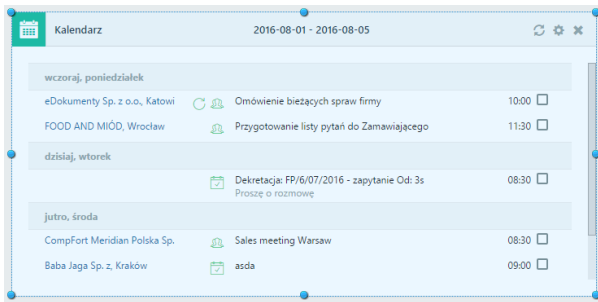 Kalendarz 2016-08-01 - 2016-08-05
wczoraj, poniedziałek
eDokumenty Sp. z o.o., Katowi Omówienie bieżących spraw firmy 10:00
FOOD AND MIÓD, Wrocław Przygotowanie listy pytań do Zamawiającego 11:30
dzisiaj, wtorek
Dekretacja: FP/6/07/2016 - zapytanie Od: 3s 08:30
Proszę o rozmowę
jutro, środa
CompFort Meridian Polska Sp. Sales meeting Warsaw 08:30
Baba Jaga Sp. z, Kraków asda 09:00